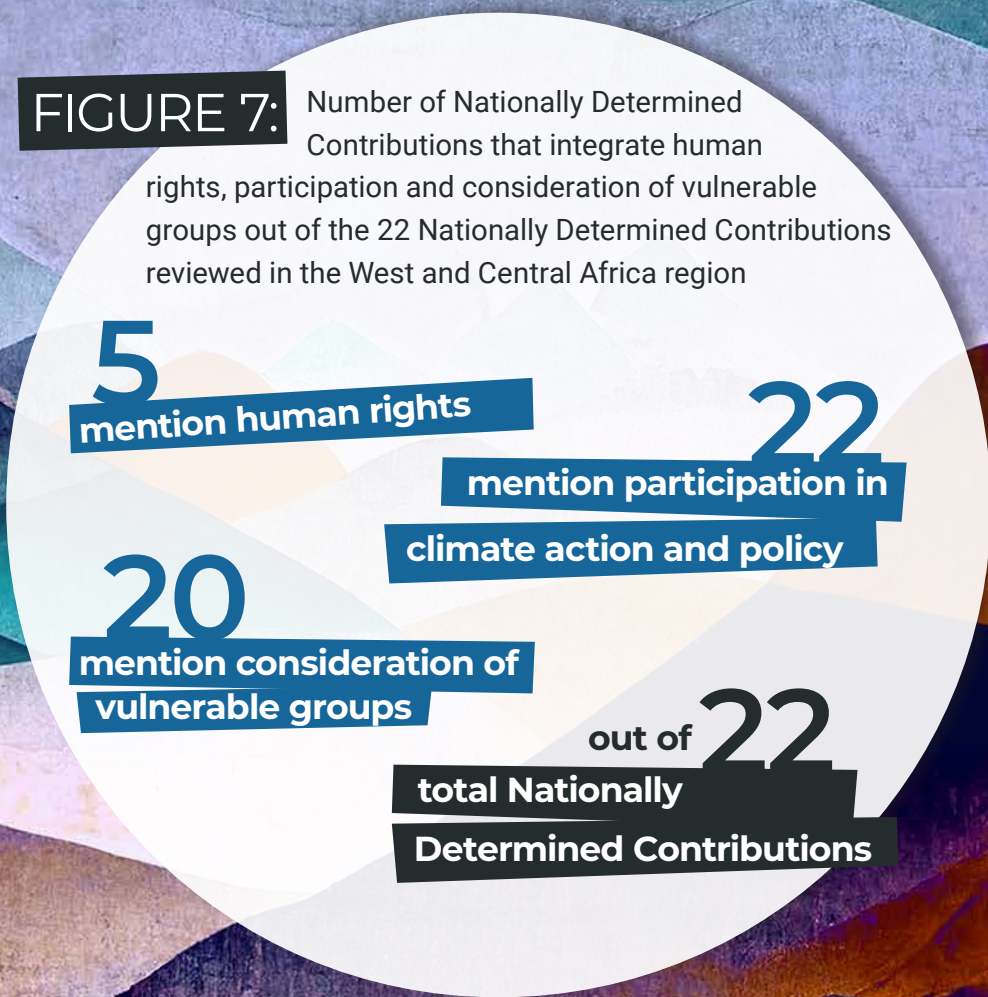 FIGURE 7:
Number of Nationally Determined
Contributions that integrate human
rights, participation and consideration of vulnerable
groups out of the 22 Nationally Determined Contributions
reviewed in the West and Central Africa region
5
mention human rights
22
mention participation in
climate action and policy
20
mention consideration of
vulnerable groups
out of 22
total Nationally
Determined Contributions